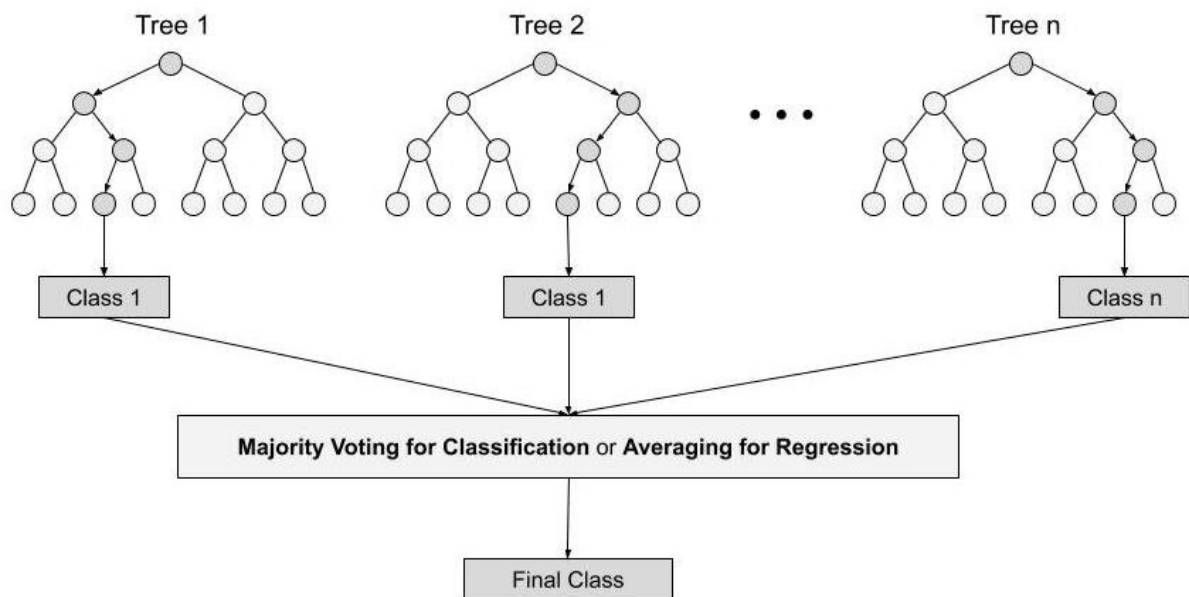 Tree 1
Tree 2
Tree n
Class 1
Class 1
Class n
Majority Voting for Classification or Averaging for Regression
Final Class